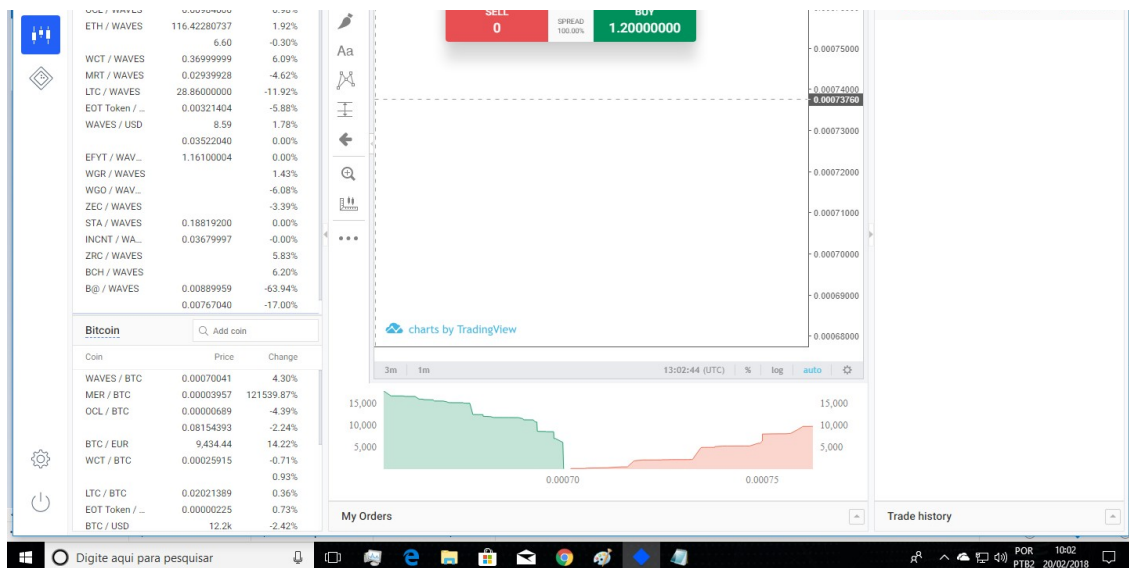 SELL
0
SPREAD
100.00%
BUY
1.20000000
ETH / WAVES 116.42280737 1.92%
6.60 -0.30%
WCT / WAVES 0.36999999 6.09%
MRT / WAVES 0.02939928 -4.62%
LTC / WAVES 28.86000000 -11.92%
EOT Token / ... 0.00321404 -5.88%
WAVES / USD 8.59 1.78%
0.03522040 0.00%
EFYT / WAV... 1.16100004 0.00%
WGR / WAVES 1.43%
WGO / WAV... -6.08%
ZEC / WAVES -3.39%
STA / WAVES 0.18819200 0.00%
INCNT / WA... 0.03679997 -0.00%
ZRC / WAVES 5.83%
BCH / WAVES 6.20%
B@ / WAVES 0.00889959 -63.94%
0.00767040 -17.00%
Bitcoin Add coin
Coin Price Change
WAVES / BTC 0.00070041 4.30%
MER / BTC 0.00003957 121539.87%
OCL / BTC 0.00000689 -4.39%
0.08154393 -2.24%
BTC / EUR 9,434.44 14.22%
WCT / BTC 0.00025915 -0.71%
0.93%
LTC / BTC 0.02021389 0.36%
EOT Token / ... 0.00000225 0.73%
BTC / USD 12.2k -2.42%
Aa
0.00075000
0.00074000
0.00073760
0.00073000
0.00072000
0.00071000
0.00070000
0.00069000
0.00068000
charts by TradingView
3m 1m 13:02:44 (UTC) % log auto
15,000 15,000
10,000 10,000
5,000 5,000
0.00070 0.00075
My Orders
Trade history
Digite aqui para pesquisar
POR 10:02
PTB2 20/02/2018